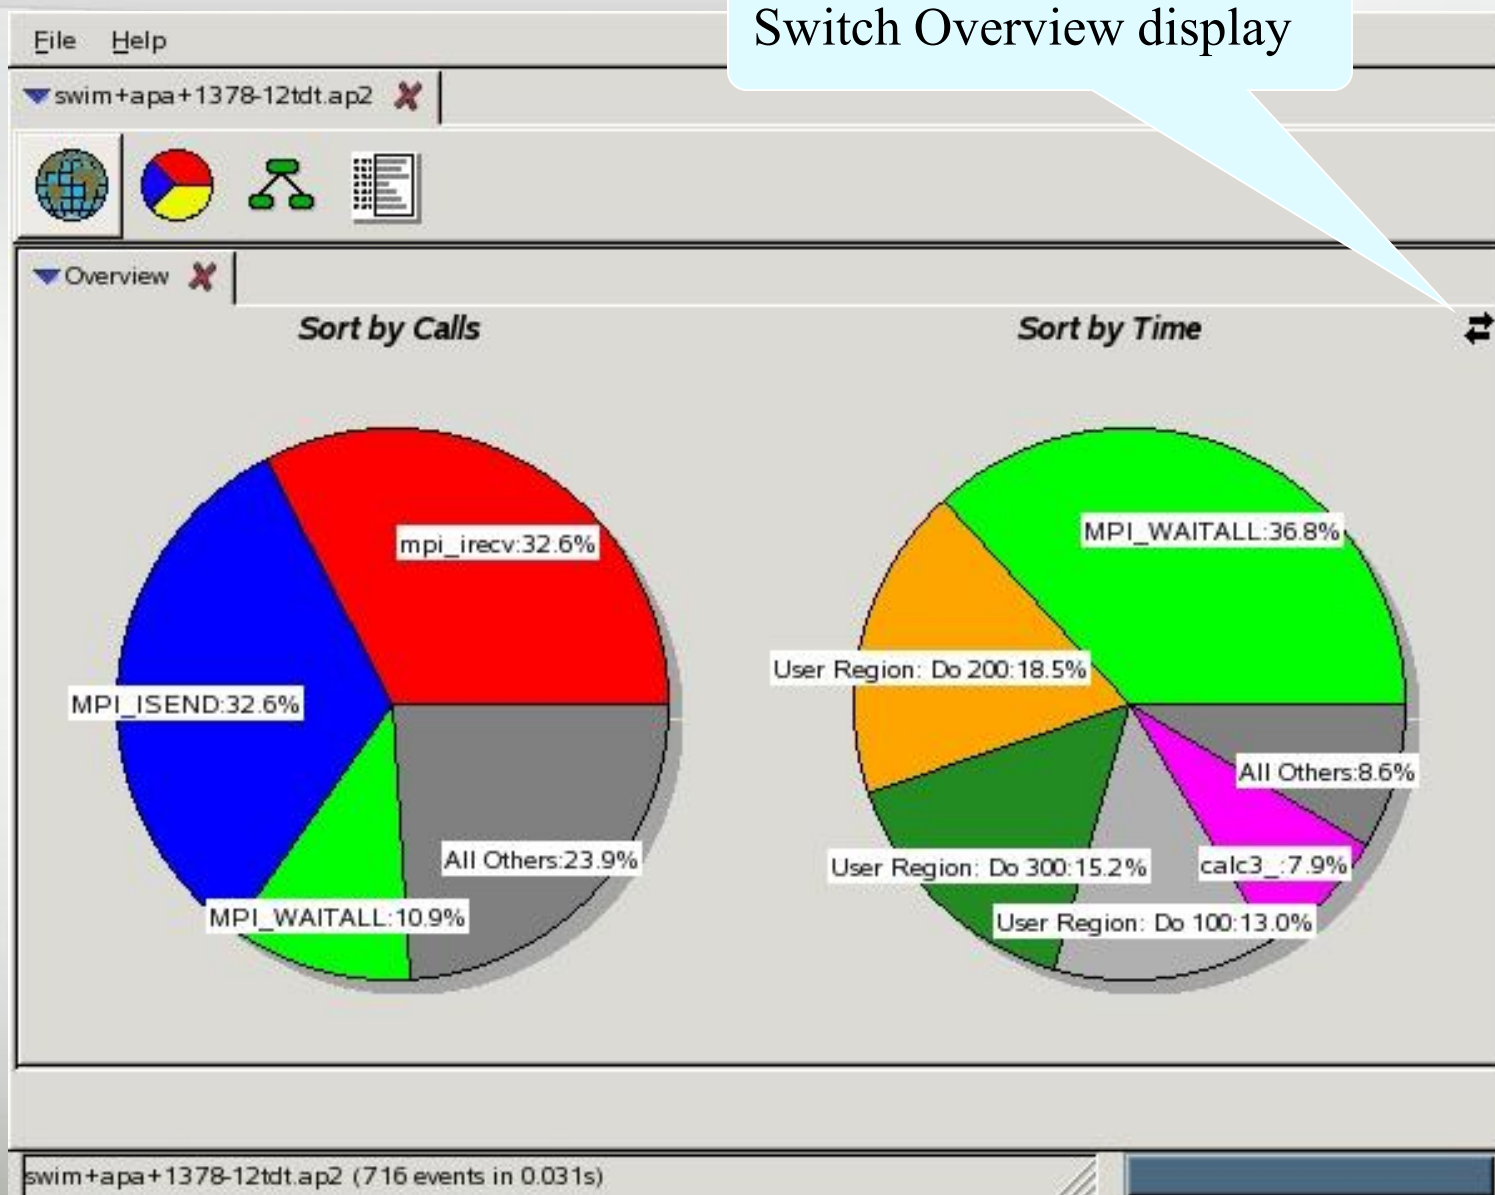 Switch Overview display
File Help
swim+apa+1378-12tdt.ap2
Overview
Sort by Calls
Sort by Time
mpi_irecv:32.6%
MPI_ISEND:32.6%
All Others:23.9%
MPI_WAITALL:10.9%
MPI_WAITALL:36.8%
User Region: Do 200:18.5%
All Others:8.6%
User Region: Do 300:15.2%
calc3_:7.9%
User Region: Do 100:13.0%
swim+apa+1378-12tdt.ap2 (716 events in 0.031s)